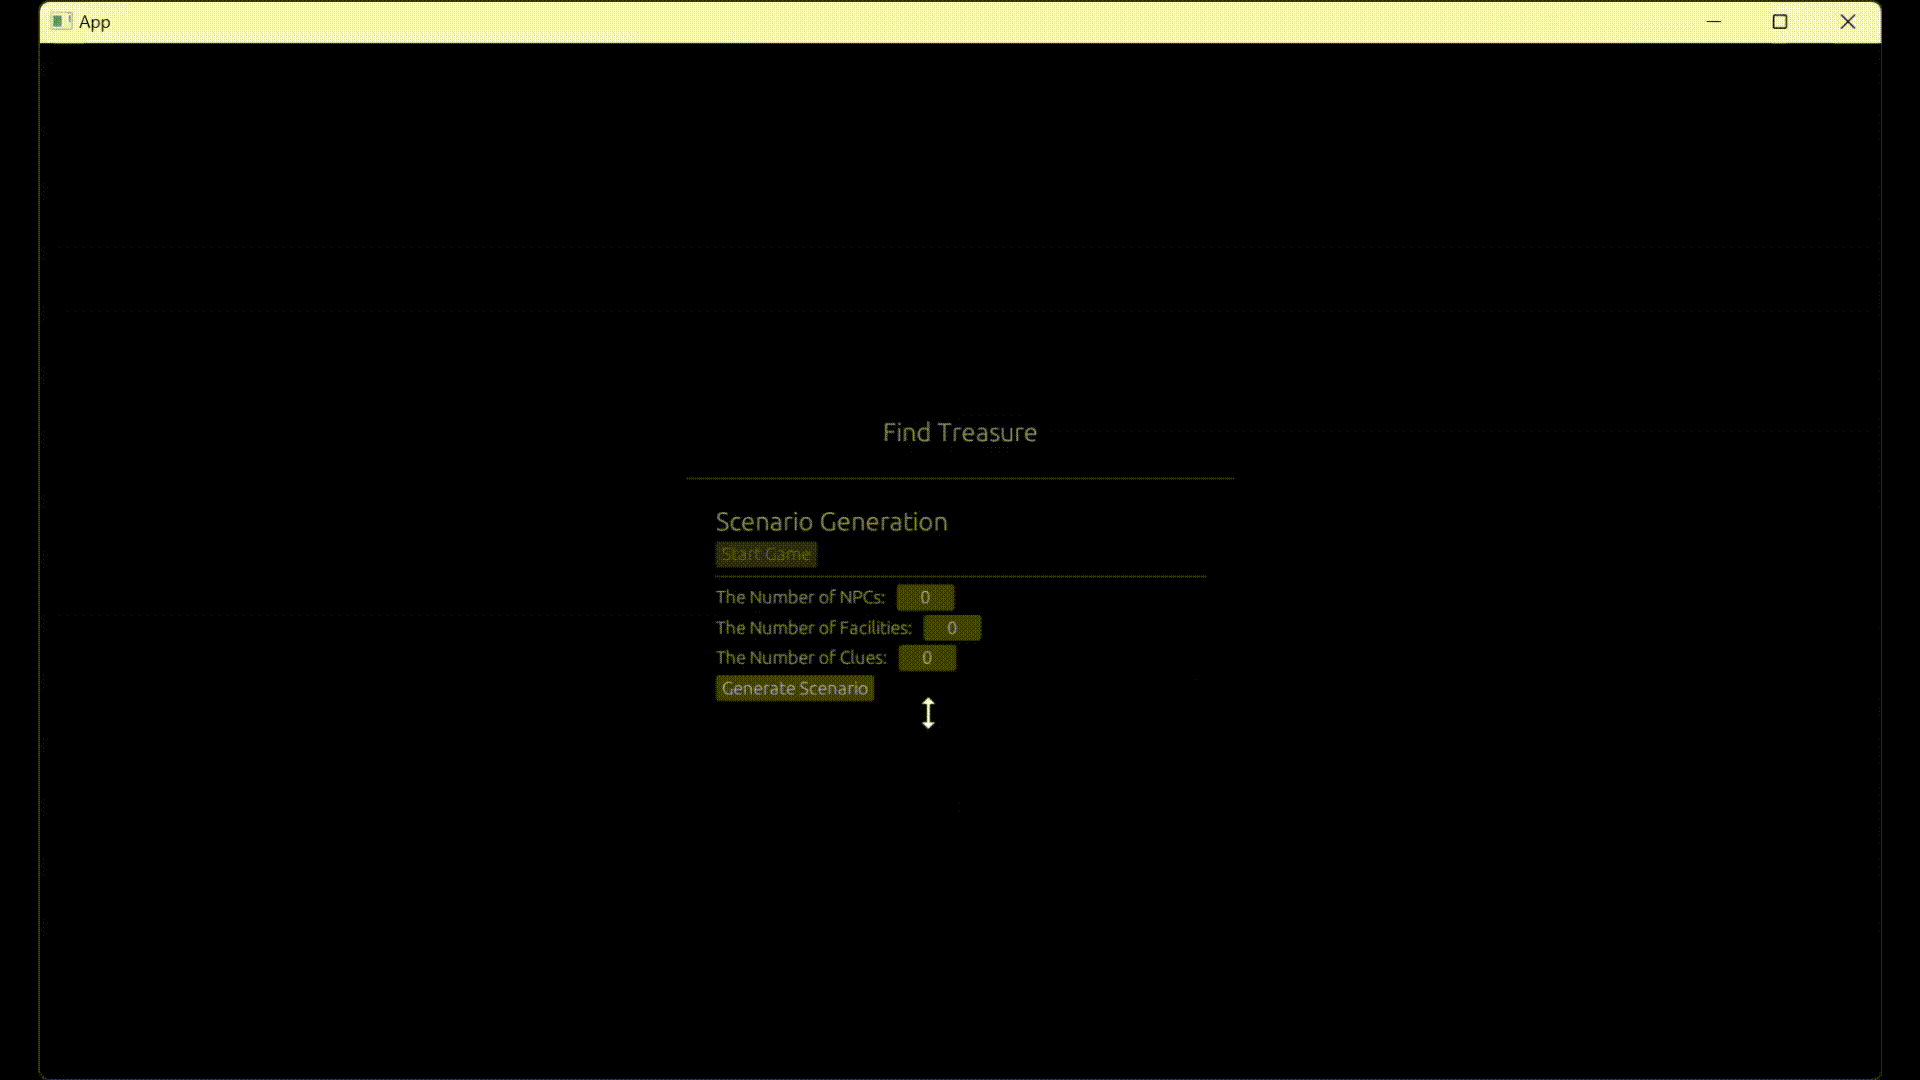 App
Find Treasure
Scenario Generation
Start Game
The Number of NPCs: 0
The Number of Facilities: 0
The Number of Clues: 0
Generate Scenario